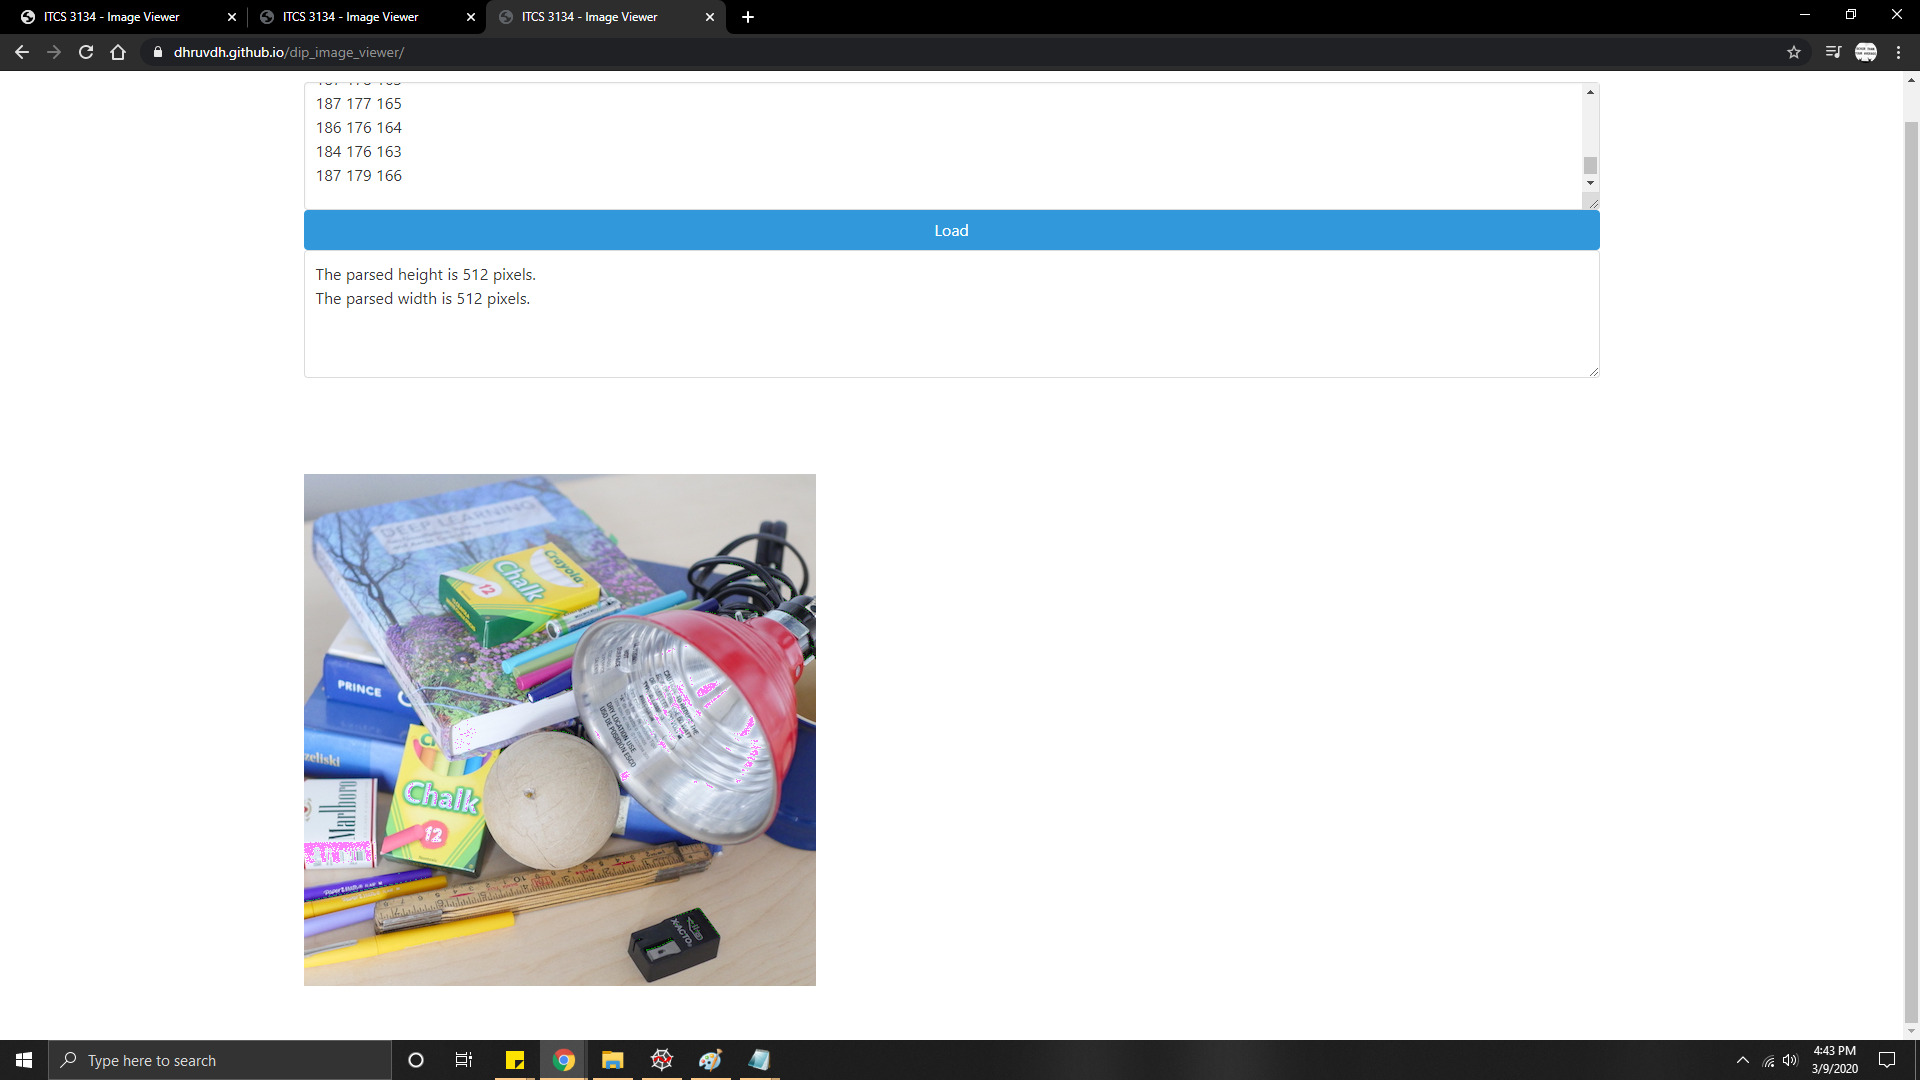 ITCS 3134 - Image Viewer
ITCS 3134 - Image Viewer
ITCS 3134 - Image Viewer
dhruvdh.github.io/dip_image_viewer/
187 177 165
186 176 164
184 176 163
187 179 166
Load
The parsed height is 512 pixels.
The parsed width is 512 pixels.
DEEP LEARNING
Crayola
Chalk
12
PRINCE
zeliski
DRY LOCATION USE
Chalk
12
Marlboro
X-ACTO
Type here to search
4:43 PM
3/9/2020